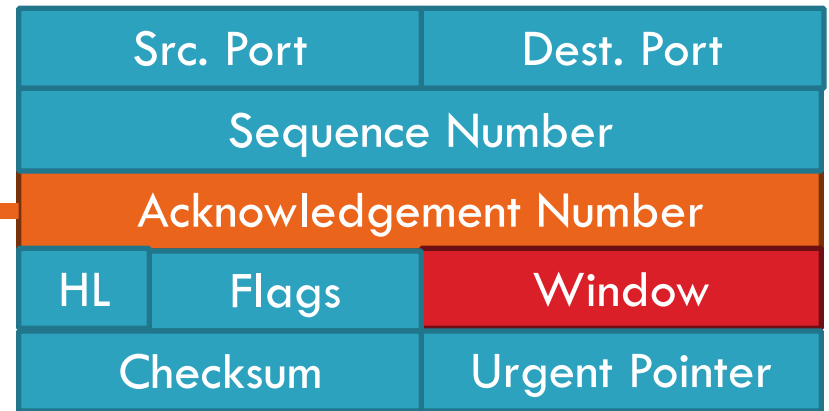 Src. Port Dest. Port
Sequence Number
Acknowledgement Number
HL Flags Window
Checksum Urgent Pointer